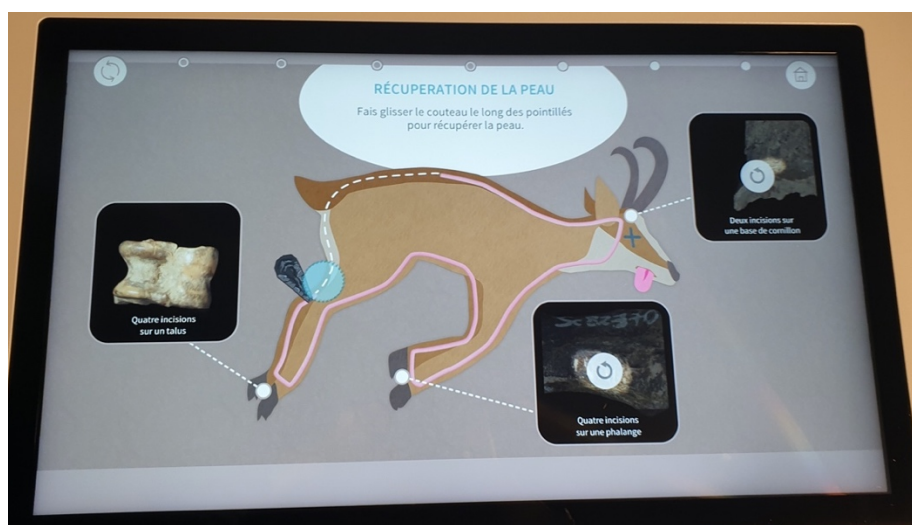 RÉCUPERATION DE LA PEAU
Fais glisser le couteau le long des pointillés
pour récupérer la peau.
Deux incisions sur
une base de cornillon
Quatre incisions
sur un talus
Quatre incisions
sur une phalange